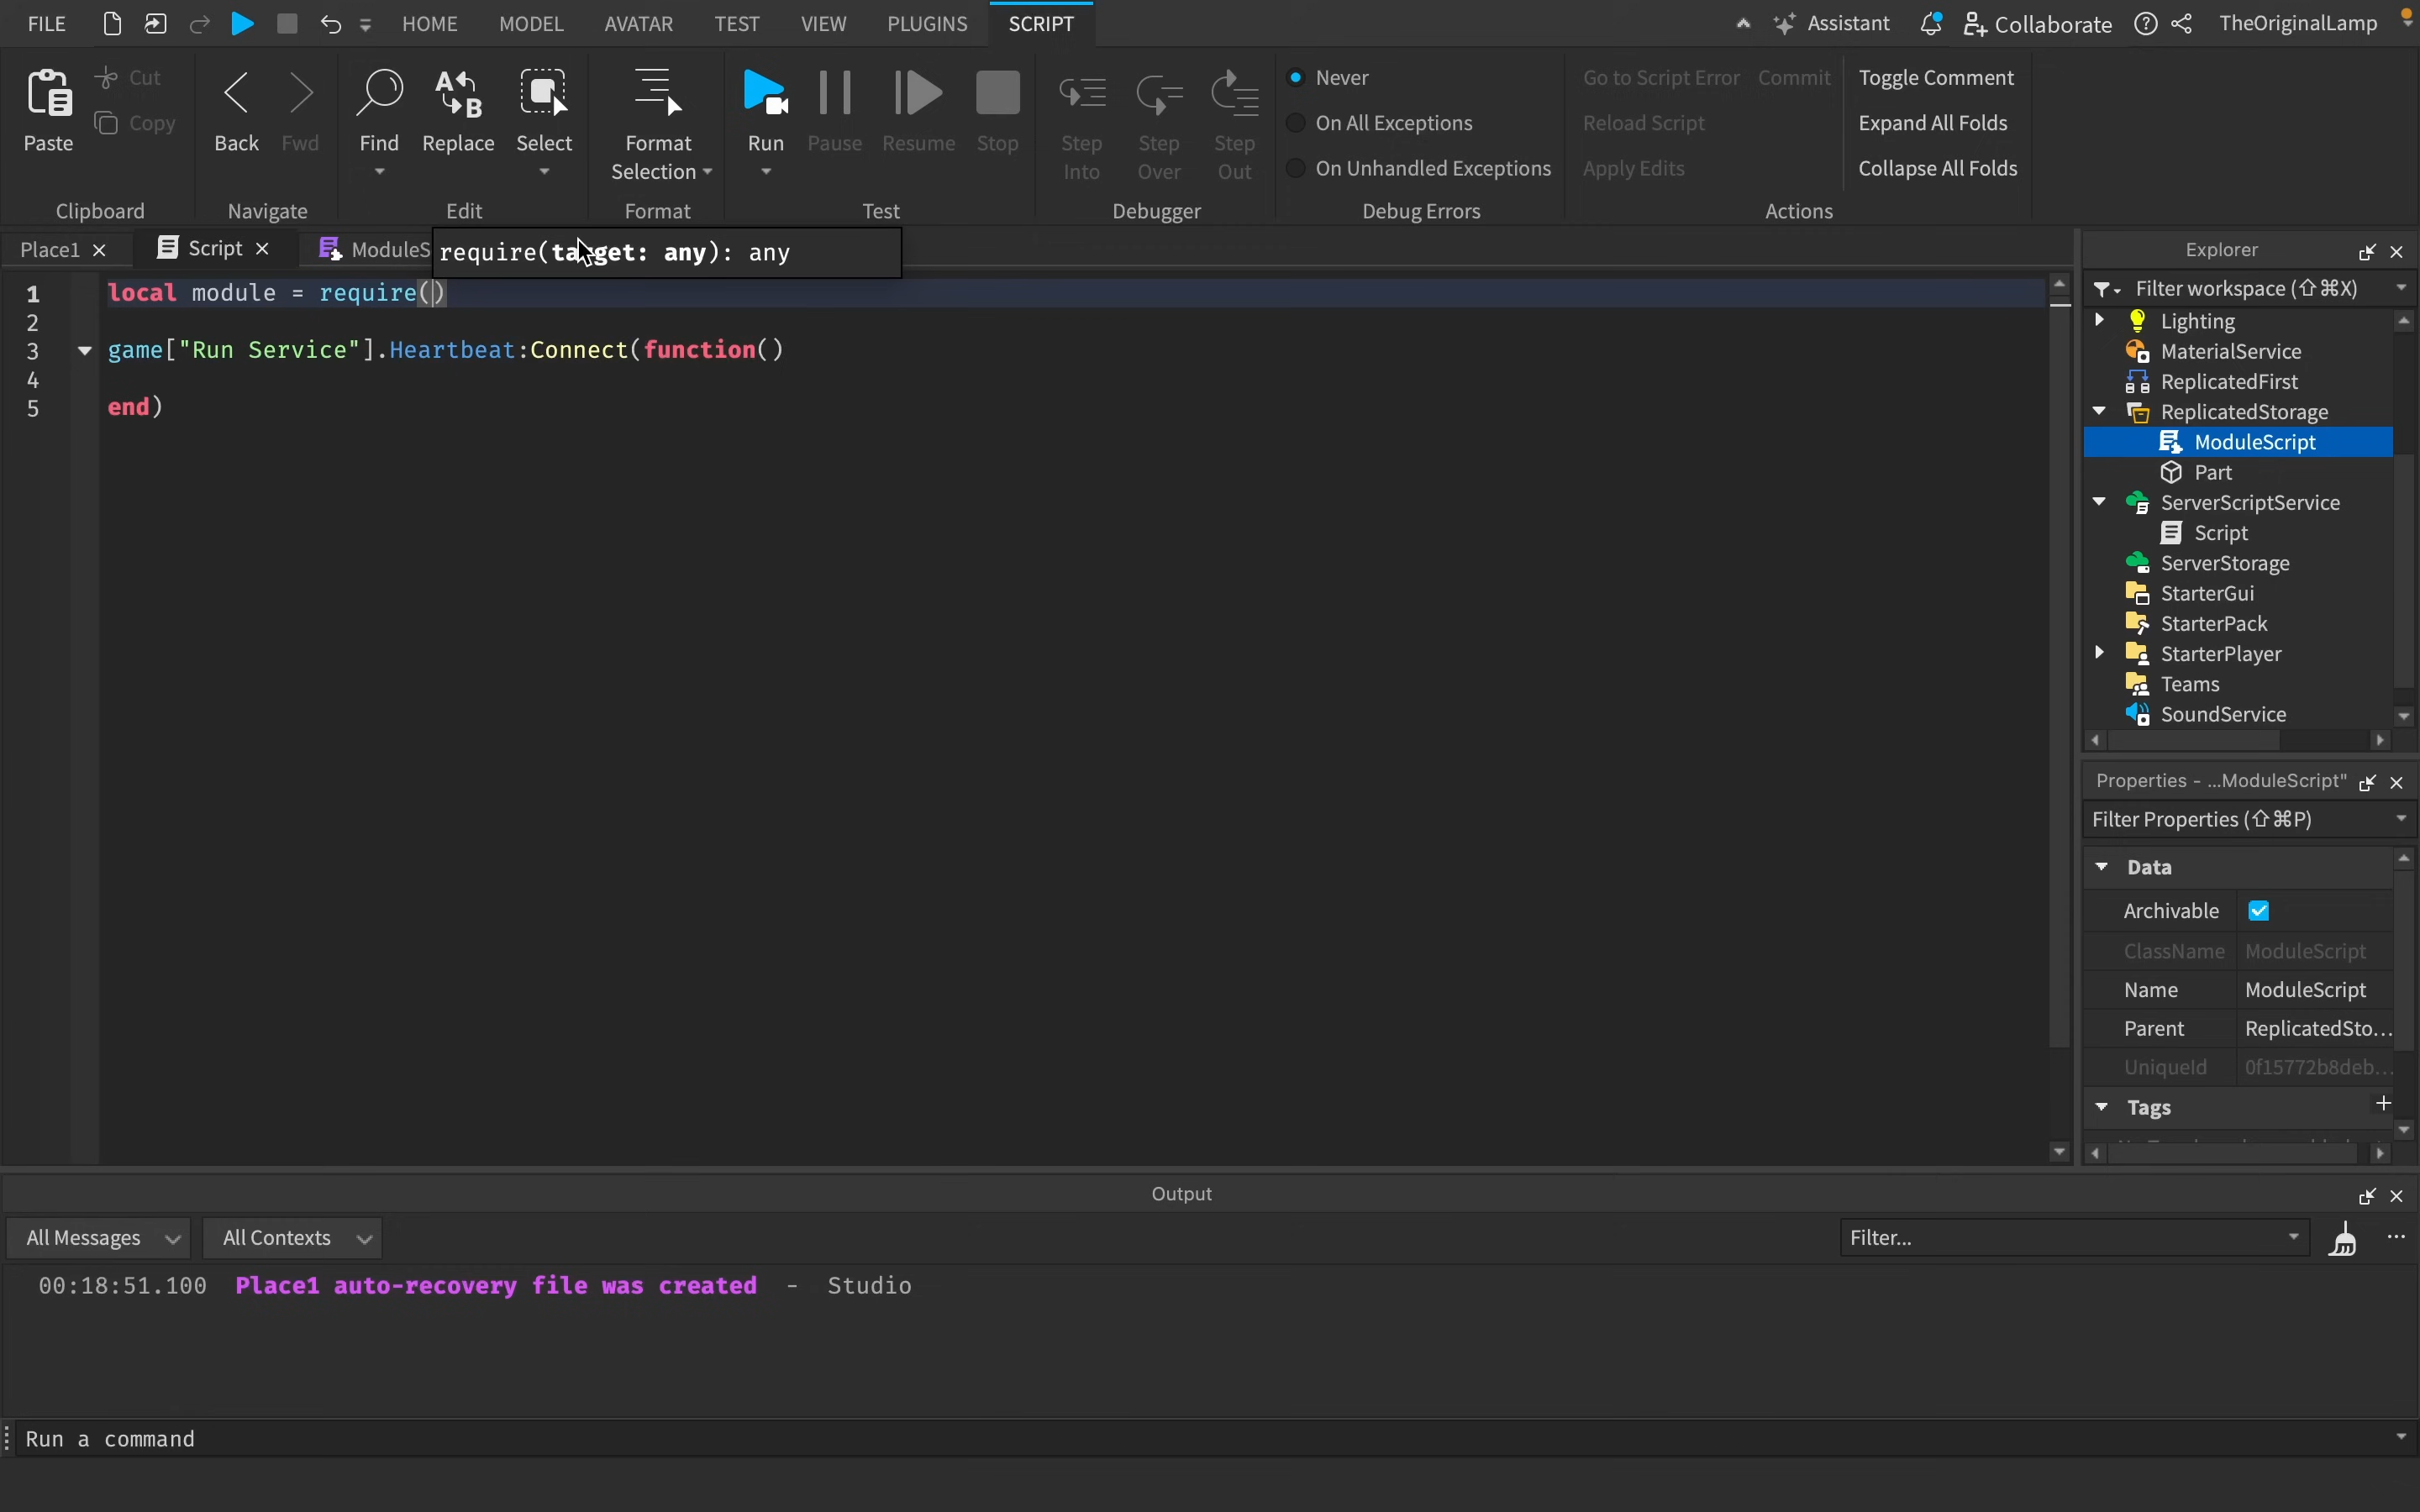 FILE HOME MODEL AVATAR TEST VIEW PLUGINS SCRIPT Assistant Collaborate TheOriginalLamp
Paste Cut Copy Back Fwd Find Replace Select Format Selection Run Pause Resume Stop Step Into Step Over Step Out
Never Go to Script Error Commit Toggle Comment
On All Exceptions Reload Script Expand All Folds
On Unhandled Exceptions Apply Edits Collapse All Folds
Clipboard Navigate Edit Format Test Debugger Debug Errors Actions
Place1 Script ModuleS require(target: any): any
1 local module = require()
2
3 game["Run Service"].Heartbeat:Connect(function()
4
5 end)
Explorer
Filter workspace (⇧⌘X)
Lighting
MaterialService
ReplicatedFirst
ReplicatedStorage
ModuleScript
Part
ServerScriptService
Script
ServerStorage
StarterGui
StarterPack
StarterPlayer
Teams
SoundService
Properties - ...ModuleScript"
Filter Properties (⇧⌘P)
Data
Archivable
ClassName ModuleScript
Name ModuleScript
Parent ReplicatedSto...
UniqueId 0f15772b8deb...
Tags +
Output
All Messages All Contexts Filter...
00:18:51.100 Place1 auto-recovery file was created - Studio
Run a command